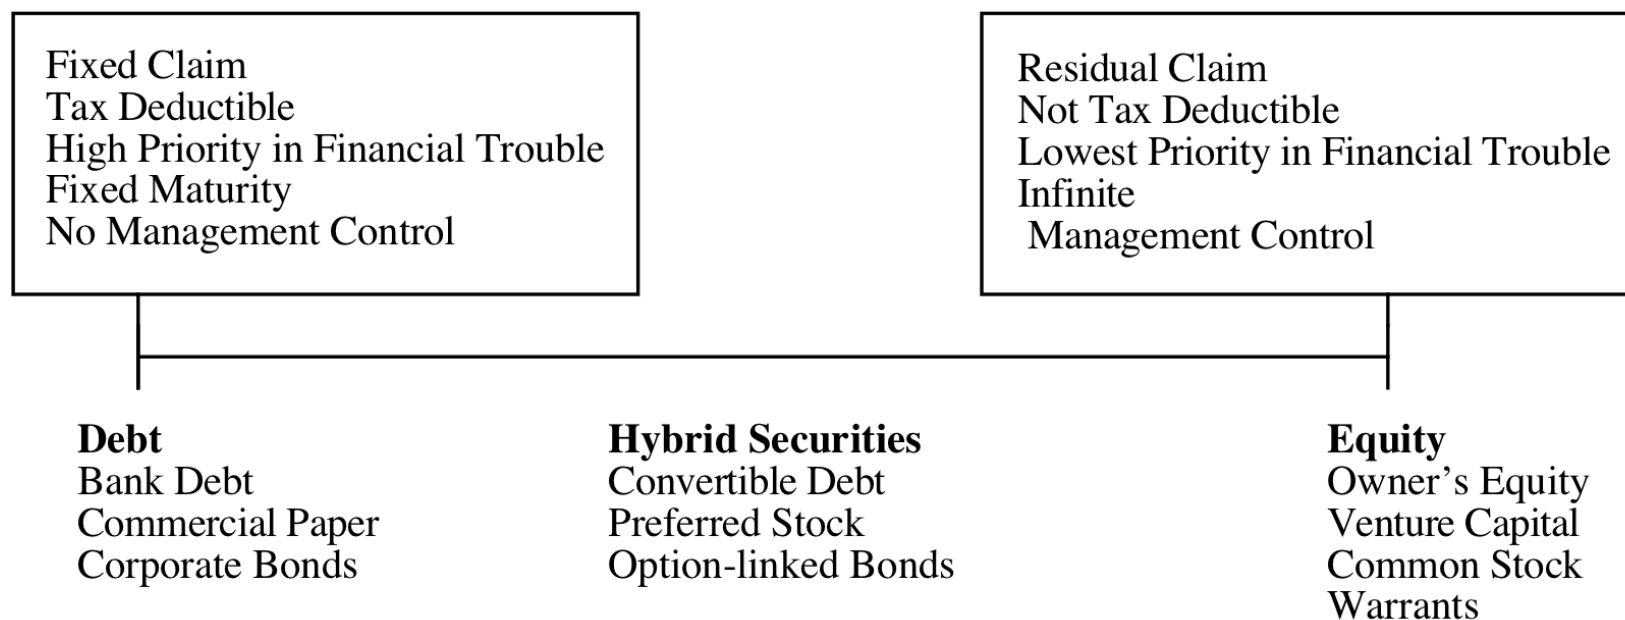 Fixed Claim
Tax Deductible
High Priority in Financial Trouble
Fixed Maturity
No Management Control
Residual Claim
Not Tax Deductible
Lowest Priority in Financial Trouble
Infinite
Management Control
Debt
Bank Debt
Commercial Paper
Corporate Bonds
Hybrid Securities
Convertible Debt
Preferred Stock
Option-linked Bonds
Equity
Owner’s Equity
Venture Capital
Common Stock
Warrants